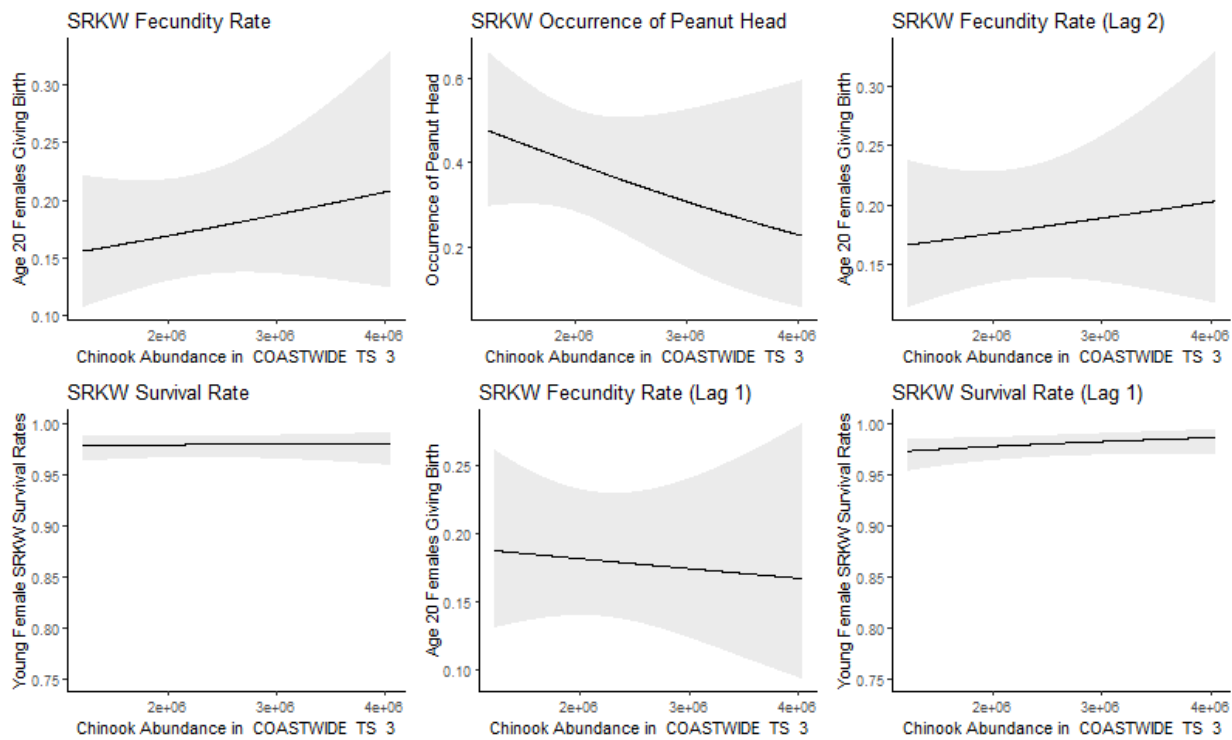 SRKW Fecundity Rate
Age 20 Females Giving Birth
0.30
0.25
0.20
0.15
0.10
2e+06
3e+06
4e+06
Chinook Abundance in COASTWIDE TS 3
SRKW Occurrence of Peanut Head
Occurrence of Peanut Head
0.6
0.4
0.2
2e+06
3e+06
4e+06
Chinook Abundance in COASTWIDE TS 3
SRKW Fecundity Rate (Lag 2)
Age 20 Females Giving Birth
0.30
0.25
0.20
0.15
2e+06
3e+06
4e+06
Chinook Abundance in COASTWIDE TS 3
SRKW Survival Rate
Young Female SRKW Survival Rates
1.00
0.95
0.90
0.85
0.80
0.75
2e+06
3e+06
4e+06
Chinook Abundance in COASTWIDE TS 3
SRKW Fecundity Rate (Lag 1)
Age 20 Females Giving Birth
0.25
0.20
0.15
0.10
2e+06
3e+06
4e+06
Chinook Abundance in COASTWIDE TS 3
SRKW Survival Rate (Lag 1)
Young Female SRKW Survival Rates
1.00
0.95
0.90
0.85
0.80
0.75
2e+06
3e+06
4e+06
Chinook Abundance in COASTWIDE TS 3